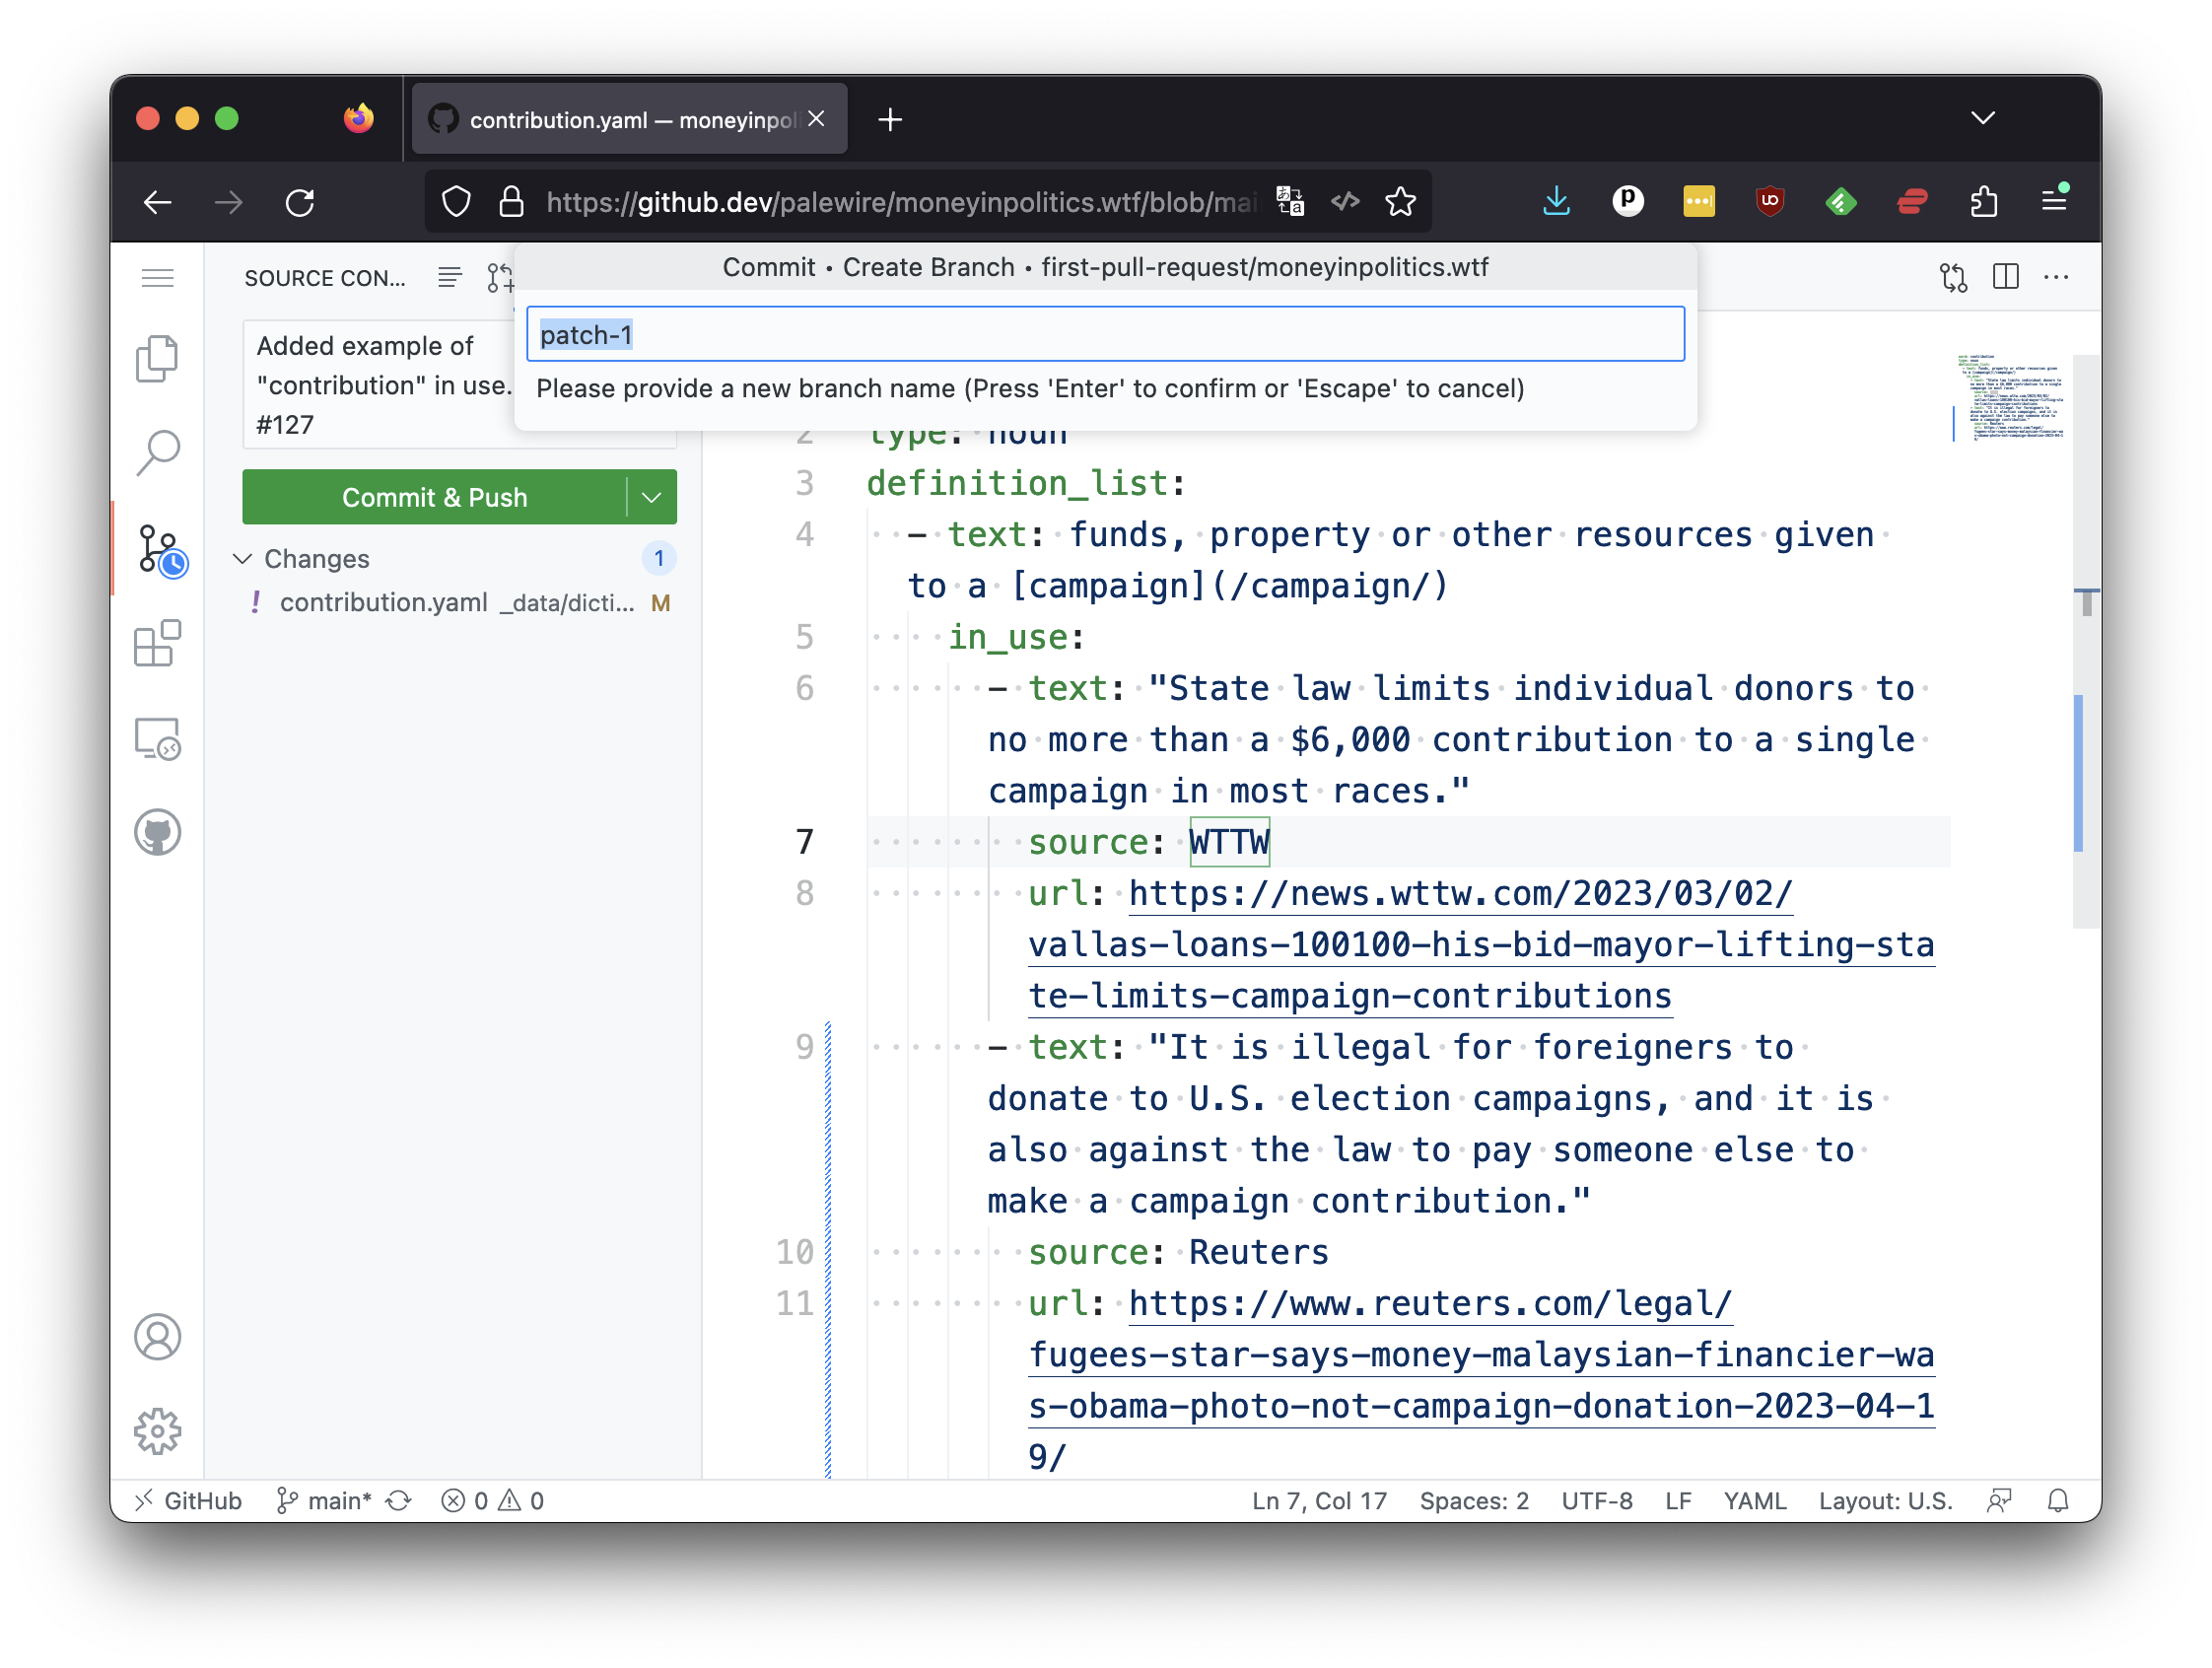 contribution.yaml — moneyinpoli
https://github.dev/palewire/moneyinpolitics.wtf/blob/mai
SOURCE CON...
Commit • Create Branch • first-pull-request/moneyinpolitics.wtf
patch-1
Please provide a new branch name (Press 'Enter' to confirm or 'Escape' to cancel)
Added example of
"contribution" in use.
#127
Commit & Push
Changes
1
! contribution.yaml _data/dicti... M
2 type: noun
3 definition_list:
4 - text: funds, property or other resources given
to a [campaign](/campaign/)
5 in_use:
6 - text: "State law limits individual donors to
no more than a $6,000 contribution to a single
campaign in most races."
7 source: WTTW
8 url: https://news.wttw.com/2023/03/02/
vallas-loans-100100-his-bid-mayor-lifting-sta
te-limits-campaign-contributions
9 - text: "It is illegal for foreigners to
donate to U.S. election campaigns, and it is
also against the law to pay someone else to
make a campaign contribution."
10 source: Reuters
11 url: https://www.reuters.com/legal/
fugees-star-says-money-malaysian-financier-wa
s-obama-photo-not-campaign-donation-2023-04-1
9/
GitHub main* 0 0 Ln 7, Col 17 Spaces: 2 UTF-8 LF YAML Layout: U.S.